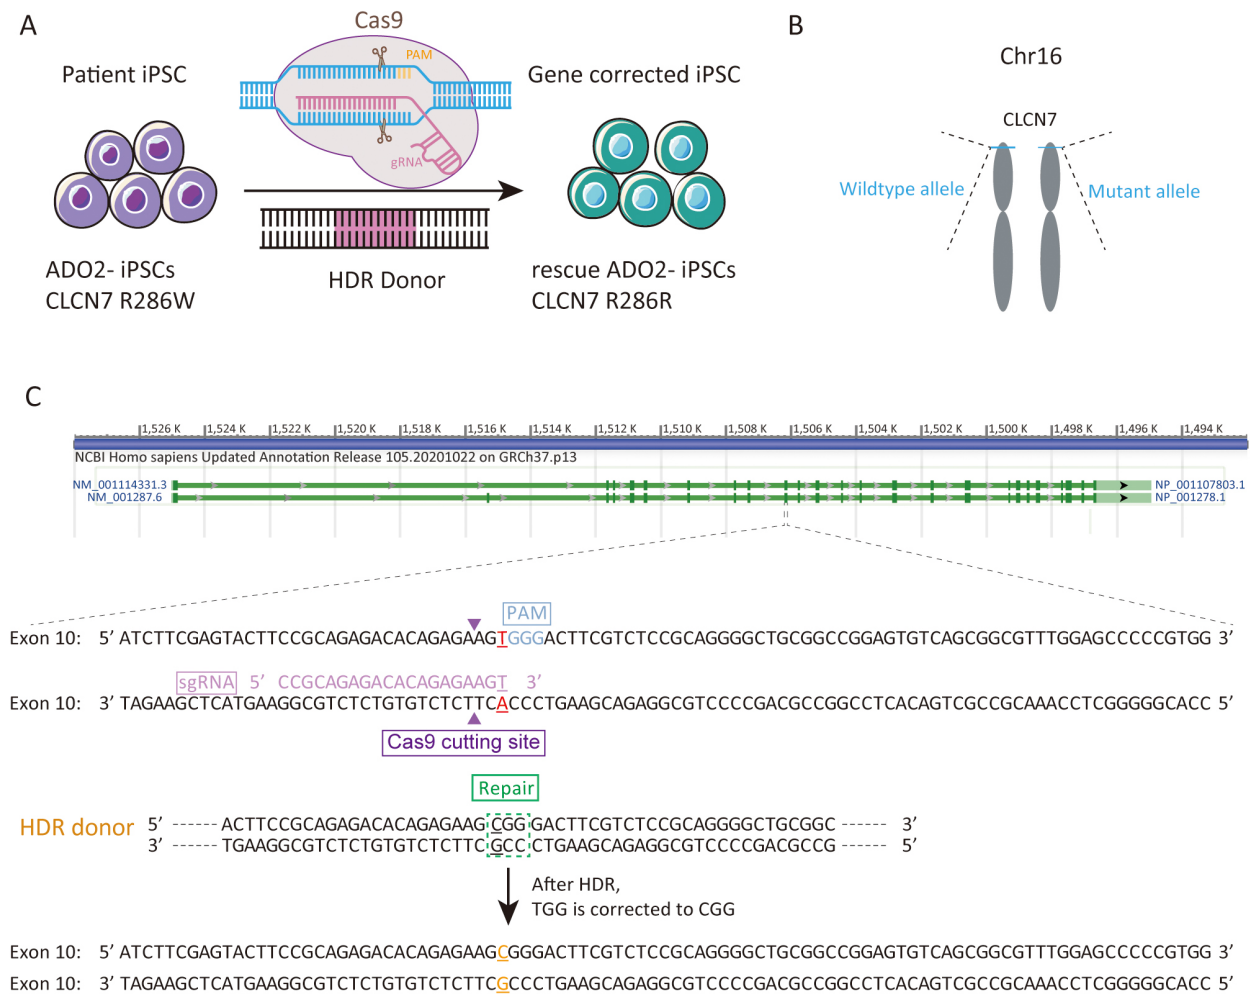 A
Cas9
PAM
Patient iPSC
Gene corrected iPSC
gRNA
ADO2- iPSCs
CLCN7 R286W
HDR Donor
rescue ADO2- iPSCs
CLCN7 R286R
B
Chr16
CLCN7
Wildtype allele
Mutant allele
C
1,526 K 1,524 K 1,522 K 1,520 K 1,518 K 1,516 K 1,514 K 1,512 K 1,510 K 1,508 K 1,506 K 1,504 K 1,502 K 1,500 K 1,498 K 1,496 K 1,494 K
NCBI Homo sapiens Updated Annotation Release 105.20201022 on GRCh37.p13
NM_001114331.3 NP_001107803.1
NM_001287.6 NP_001278.1
PAM
Exon 10: 5’ ATCTTCGAGTACTTCCGCAGAGACACAGAGAAGTGGGACTTCGTCTCCGCAGGGGCTGCGGCCGGAGTGTCAGCGGCGTTTGGAGCCCCCGTGG 3’
sgRNA 5’ CCGCAGAGACACAGAGAAGT 3’
Exon 10: 3’ TAGAAGCTCATGAAGGCGTCTCTGTGTCTCTTCACCCTGAAGCAGAGGCGTCCCCGACGCCGGCCTCACAGTCGCCGCAAACCTCGGGGGCACC 5’
Cas9 cutting site
Repair
HDR donor 5’ ------ ACTTCCGCAGAGACACAGAGAAG CGG GACTTCGTCTCCGCAGGGGCTGCGGC ------ 3’
3’ ------ TGAAGGCGTCTCTGTGTCTCTTC GCC CTGAAGCAGAGGCGTCCCCGACGCCG ------ 5’
After HDR,
TGG is corrected to CGG
Exon 10: 5’ ATCTTCGAGTACTTCCGCAGAGACACAGAGAAGCGGGACTTCGTCTCCGCAGGGGCTGCGGCCGGAGTGTCAGCGGCGTTTGGAGCCCCCGTGG 3’
Exon 10: 3’ TAGAAGCTCATGAAGGCGTCTCTGTGTCTCTTCGCCCTGAAGCAGAGGCGTCCCCGACGCCGGCCTCACAGTCGCCGCAAACCTCGGGGGCACC 5’